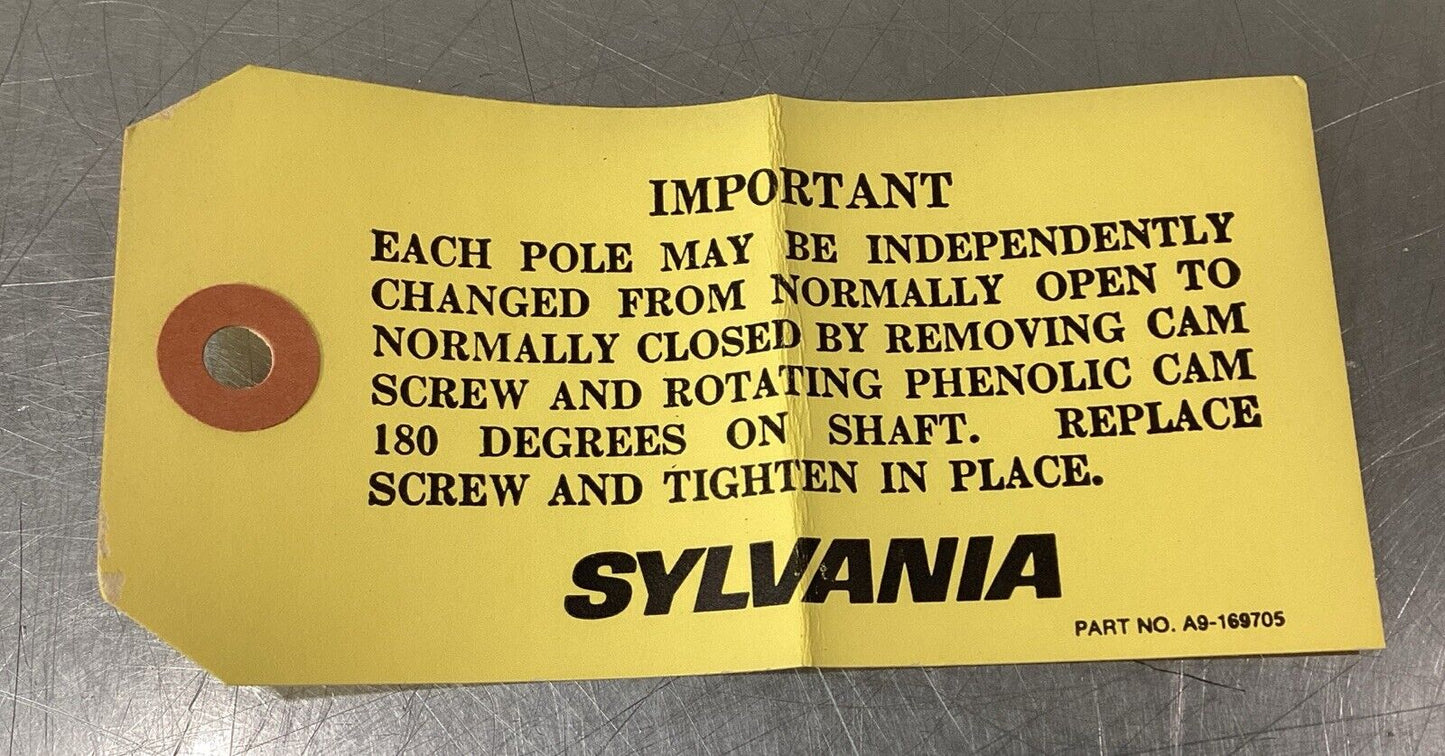 IMPORTANT
EACH POLE MAY BE INDEPENDENTLY
CHANGED FROM NORMALLY OPEN TO
NORMALLY CLOSED BY REMOVING CAM
SCREW AND ROTATING PHENOLIC CAM
180 DEGREES ON SHAFT. REPLACE
SCREW AND TIGHTEN IN PLACE.
SYLVANIA
PART NO. A9-169705